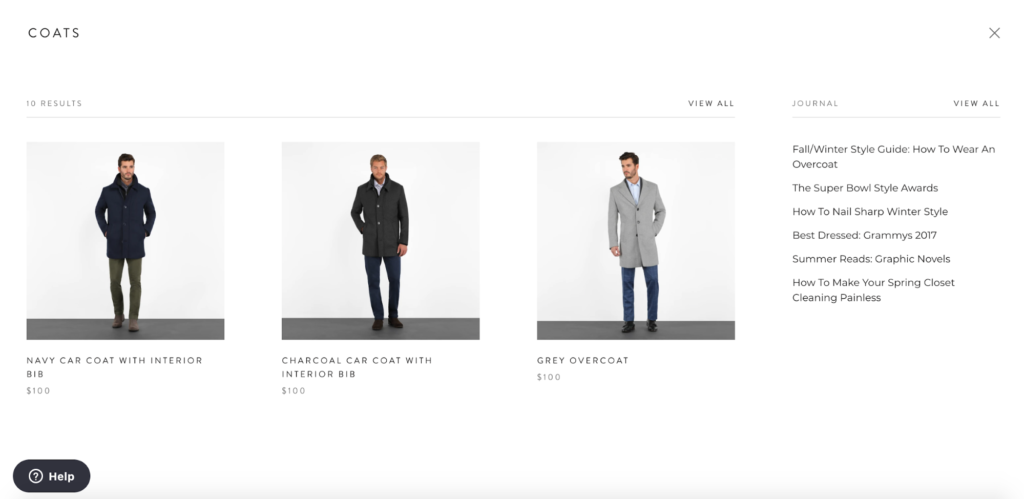 COATS
10 RESULTS
VIEW ALL
NAVY CAR COAT WITH INTERIOR
BIB
$100
CHARCOAL CAR COAT WITH
INTERIOR BIB
$100
GREY OVERCOAT
$100
JOURNAL
VIEW ALL
Fall/Winter Style Guide: How To Wear An
Overcoat
The Super Bowl Style Awards
How To Nail Sharp Winter Style
Best Dressed: Grammys 2017
Summer Reads: Graphic Novels
How To Make Your Spring Closet
Cleaning Painless
? Help